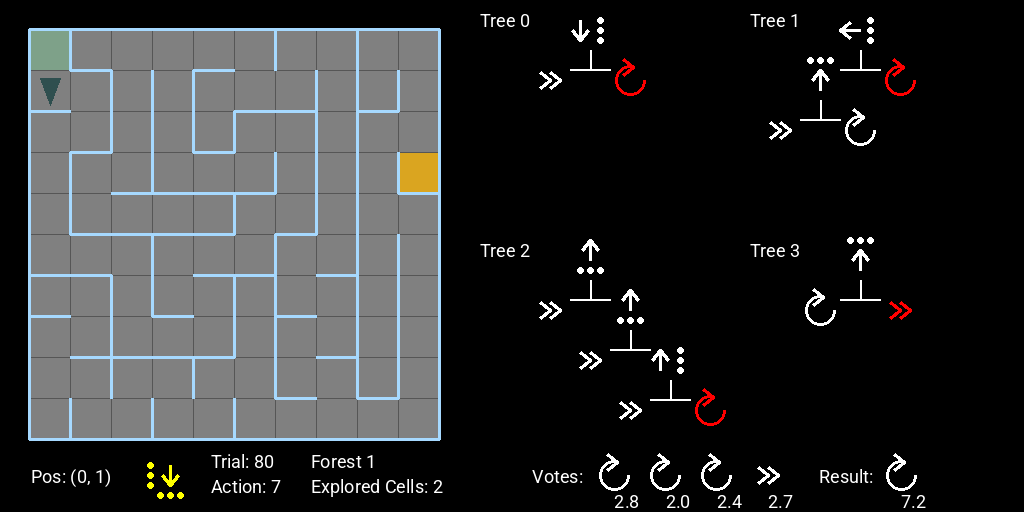 Tree 0
Tree 1
Tree 2
Tree 3
Pos: (0, 1)
Trial: 80
Forest 1
Action: 7
Explored Cells: 2
Votes:
2.8
2.0
2.4
2.7
Result:
7.2